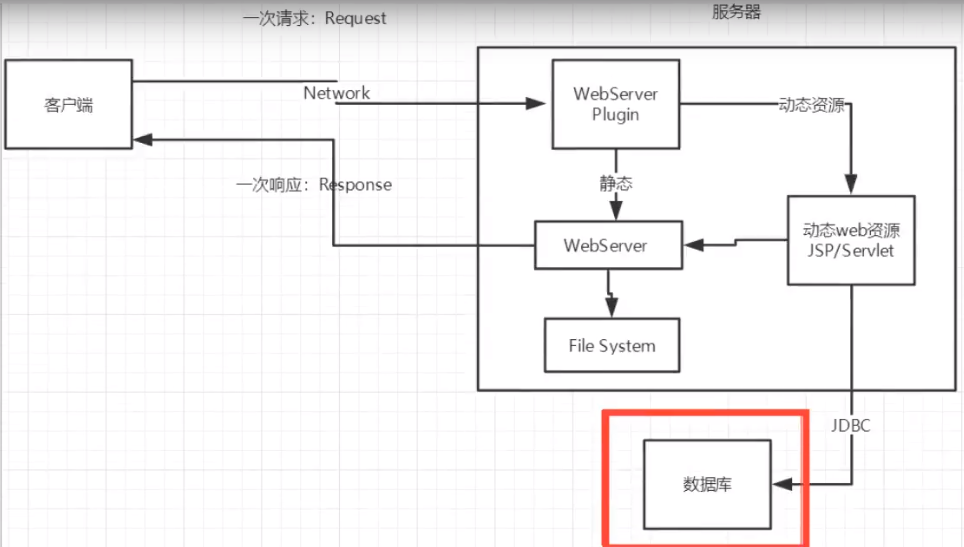 一次请求：Request
服务器
客户端
Network
WebServer
Plugin
动态资源
一次响应：Response
静态
WebServer
动态web资源
JSP/Servlet
File System
JDBC
数据库